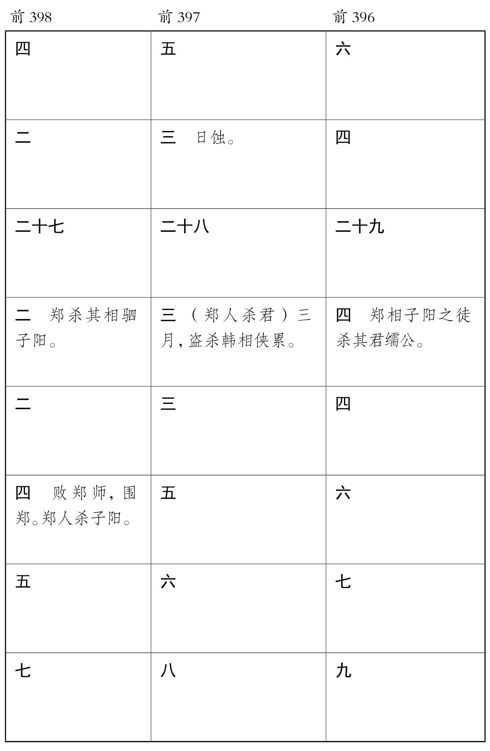 前 398 前 397 前 396
四 五 六
二 三 日蚀。 四
二十七 二十八 二十九
二 郑杀其相驷 三 （郑人杀君）三 四 郑相子阳之徒
子阳。 月，盗杀韩相侠累。 杀其君𦈡公。
二 三 四
四 败郑师，围 五 六
郑。郑人杀子阳。
五 六 七
七 八 九